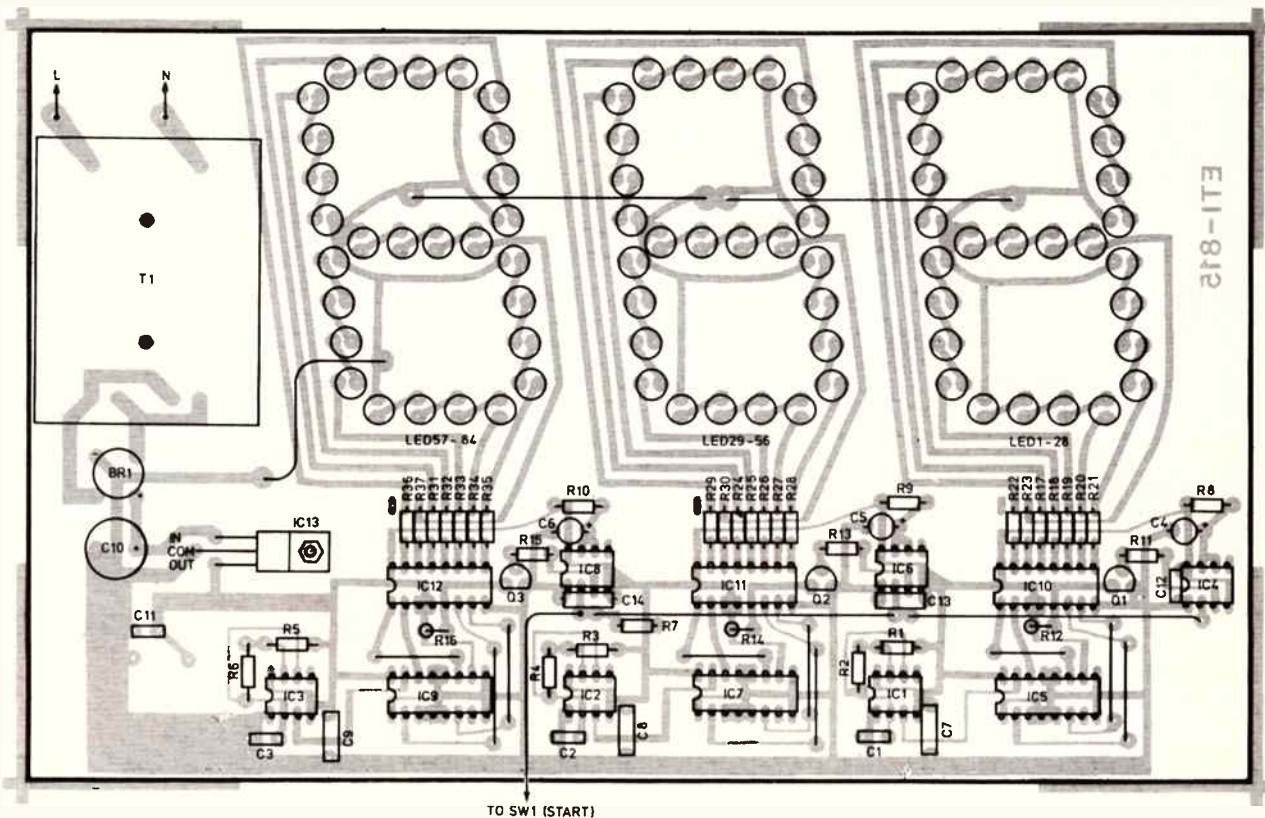 L
N
ETI-815
T1
LED57-84
LED29-56
LED1-28
BR1
R36
R37
R31
R32
R33
R34
R35
R10
R29
R30
R24
R25
R26
R27
R28
R9
R22
R23
R17
R18
R19
R20
R21
R8
C10
IN
COM
OUT
IC13
C6
R15
C5
R13
C4
R11
IC12
Q3
IC8
IC11
Q2
IC6
IC10
Q1
C12
IC4
C14
C13
C11
R5
R16
R3
R7
R14
R1
R12
R6
IC3
IC9
R4
IC2
IC7
R2
IC1
IC5
C3
C9
C2
C8
C1
C7
TO SW1 (START)